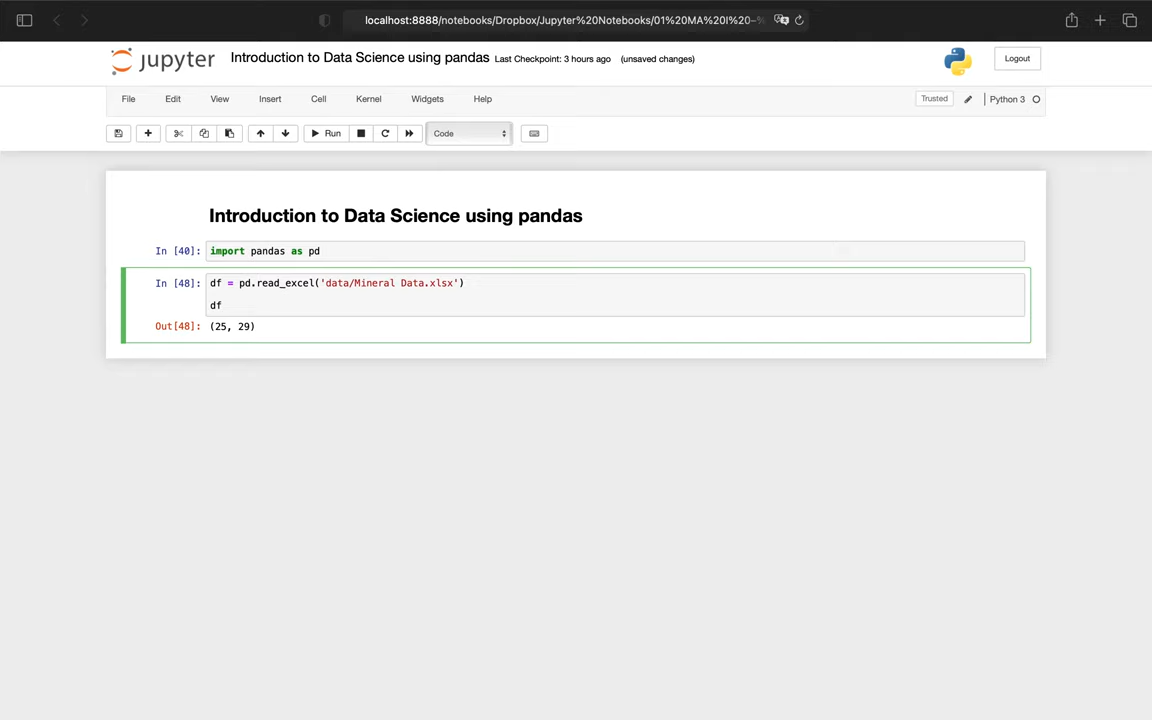 localhost:8888/notebooks/Dropbox/Jupyter%20Notebooks/01%20MA%20I%20–%
jupyter Introduction to Data Science using pandas Last Checkpoint: 3 hours ago (unsaved changes) Logout
File Edit View Insert Cell Kernel Widgets Help Trusted Python 3
Run Code
Introduction to Data Science using pandas
In [40]: import pandas as pd
In [48]: df = pd.read_excel('data/Mineral Data.xlsx')
df
Out[48]: (25, 29)